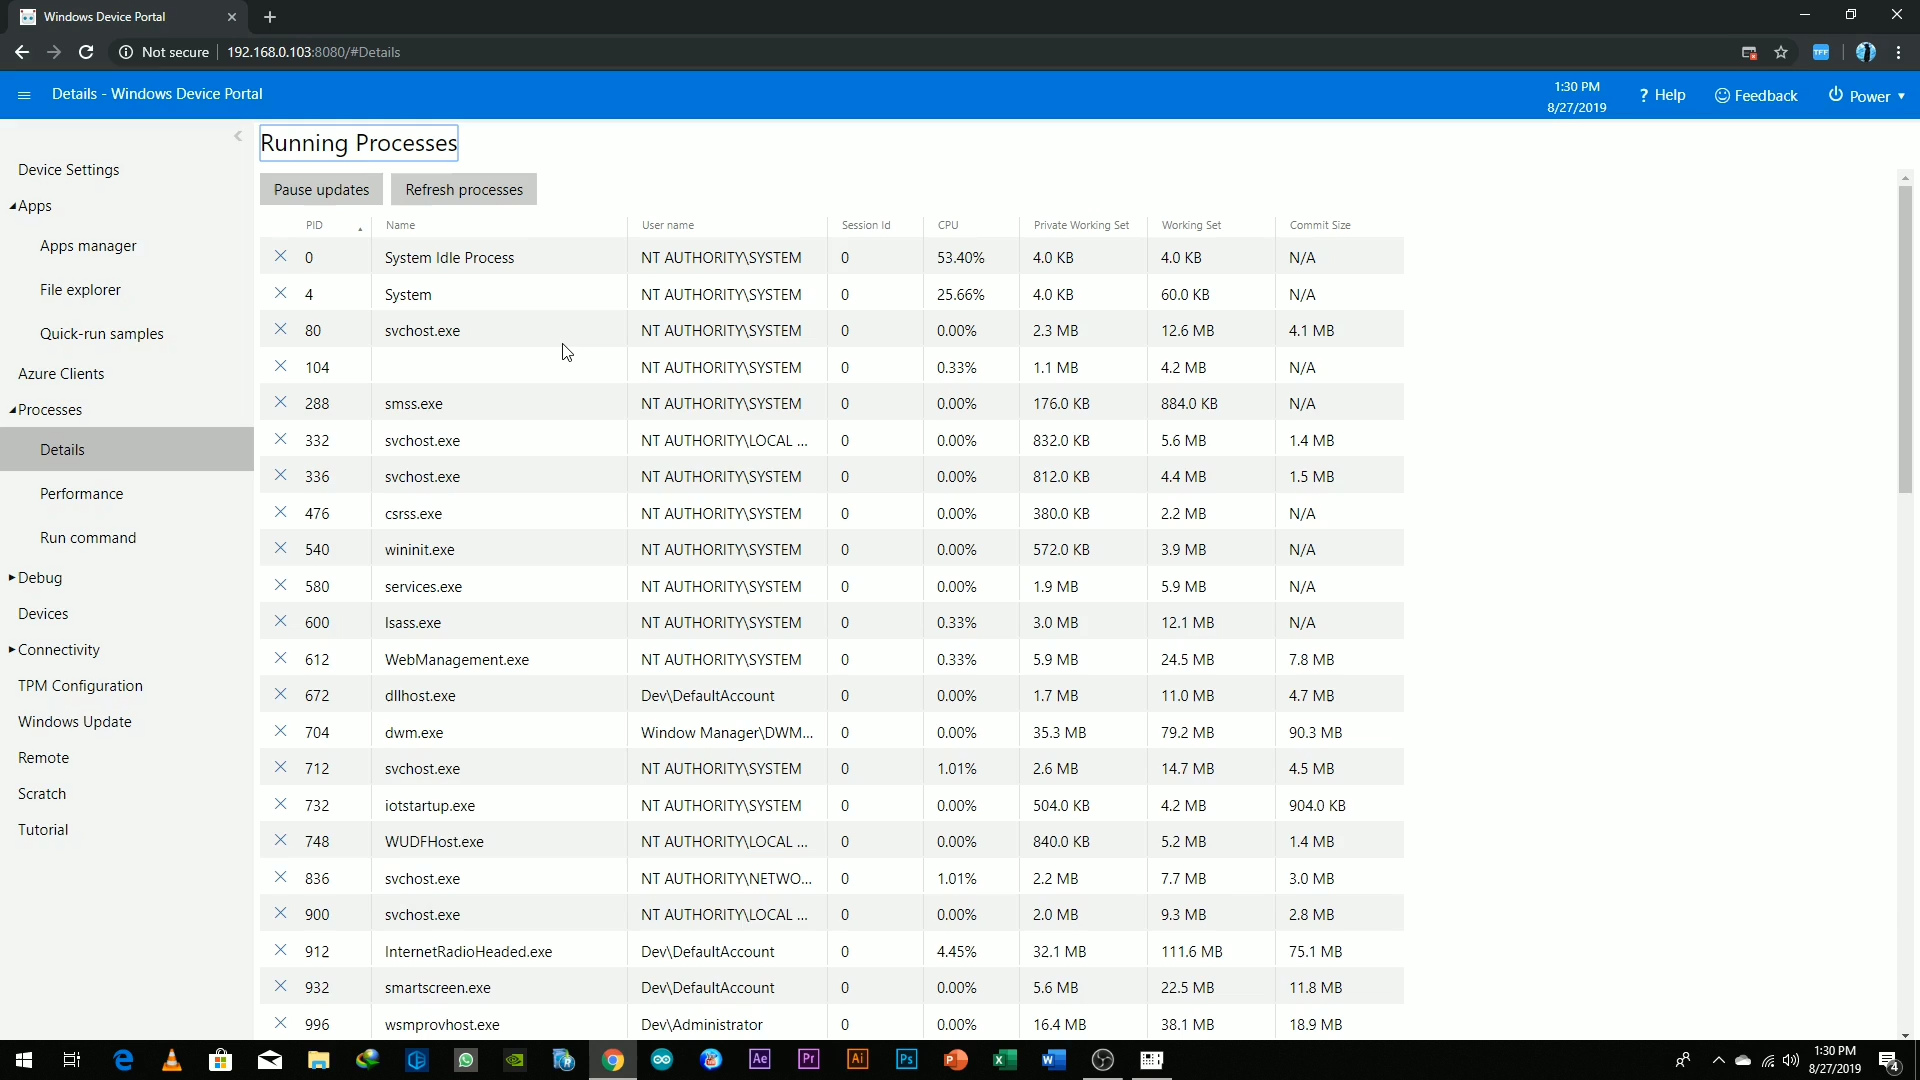 Windows Device Portal
Not secure 192.168.0.103:8080/#Details
TFF
Details - Windows Device Portal
1:30 PM
8/27/2019
? Help
Feedback
Power
Running Processes
Device Settings
Apps
Apps manager
File explorer
Quick-run samples
Azure Clients
Processes
Details
Performance
Run command
Debug
Devices
Connectivity
TPM Configuration
Windows Update
Remote
Scratch
Tutorial
Pause updates Refresh processes
PID Name User name Session Id CPU Private Working Set Working Set Commit Size
0 System Idle Process NT AUTHORITY\SYSTEM 0 53.40% 4.0 KB 4.0 KB N/A
4 System NT AUTHORITY\SYSTEM 0 25.66% 4.0 KB 60.0 KB N/A
80 svchost.exe NT AUTHORITY\SYSTEM 0 0.00% 2.3 MB 12.6 MB 4.1 MB
104 NT AUTHORITY\SYSTEM 0 0.33% 1.1 MB 4.2 MB N/A
288 smss.exe NT AUTHORITY\SYSTEM 0 0.00% 176.0 KB 884.0 KB N/A
332 svchost.exe NT AUTHORITY\LOCAL ... 0 0.00% 832.0 KB 5.6 MB 1.4 MB
336 svchost.exe NT AUTHORITY\SYSTEM 0 0.00% 812.0 KB 4.4 MB 1.5 MB
476 csrss.exe NT AUTHORITY\SYSTEM 0 0.00% 380.0 KB 2.2 MB N/A
540 wininit.exe NT AUTHORITY\SYSTEM 0 0.00% 572.0 KB 3.9 MB N/A
580 services.exe NT AUTHORITY\SYSTEM 0 0.00% 1.9 MB 5.9 MB N/A
600 lsass.exe NT AUTHORITY\SYSTEM 0 0.33% 3.0 MB 12.1 MB N/A
612 WebManagement.exe NT AUTHORITY\SYSTEM 0 0.33% 5.9 MB 24.5 MB 7.8 MB
672 dllhost.exe Dev\DefaultAccount 0 0.00% 1.7 MB 11.0 MB 4.7 MB
704 dwm.exe Window Manager\DWM... 0 0.00% 35.3 MB 79.2 MB 90.3 MB
712 svchost.exe NT AUTHORITY\SYSTEM 0 1.01% 2.6 MB 14.7 MB 4.5 MB
732 iotstartup.exe NT AUTHORITY\SYSTEM 0 0.00% 504.0 KB 4.2 MB 904.0 KB
748 WUDFHost.exe NT AUTHORITY\LOCAL ... 0 0.00% 840.0 KB 5.2 MB 1.4 MB
836 svchost.exe NT AUTHORITY\NETWO... 0 1.01% 2.2 MB 7.7 MB 3.0 MB
900 svchost.exe NT AUTHORITY\LOCAL ... 0 0.00% 2.0 MB 9.3 MB 2.8 MB
912 InternetRadioHeaded.exe Dev\DefaultAccount 0 4.45% 32.1 MB 111.6 MB 75.1 MB
932 smartscreen.exe Dev\DefaultAccount 0 0.00% 5.6 MB 22.5 MB 11.8 MB
996 wsmprovhost.exe Dev\Administrator 0 0.00% 16.4 MB 38.1 MB 18.9 MB
Ae Pr Ai Ps
1:30 PM
8/27/2019
4